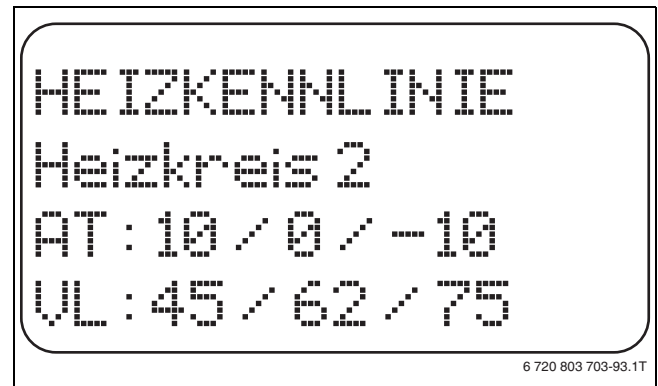 HEIZKENNLINIE
Heizkreis 2
AT:10/0/-10
VL:45/62/75
6 720 803 703-93.1T